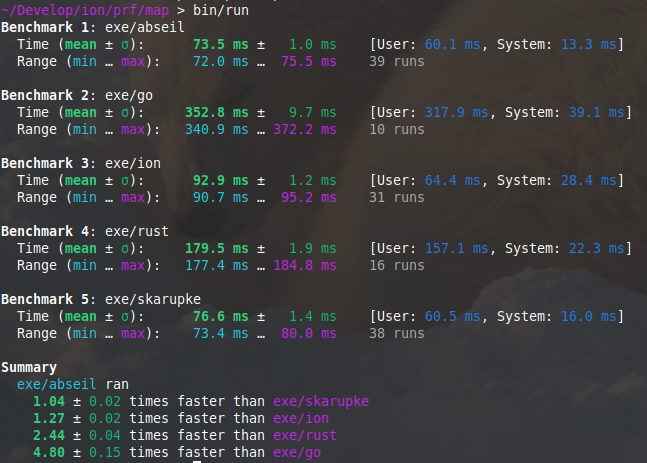 ~/Develop/ion/prf/map > bin/run
Benchmark 1: exe/abseil
Time (mean ± σ): 73.5 ms ± 1.0 ms [User: 60.1 ms, System: 13.3 ms]
Range (min … max): 72.0 ms … 75.5 ms 39 runs
Benchmark 2: exe/go
Time (mean ± σ): 352.8 ms ± 9.7 ms [User: 317.9 ms, System: 39.1 ms]
Range (min … max): 340.9 ms … 372.2 ms 10 runs
Benchmark 3: exe/ion
Time (mean ± σ): 92.9 ms ± 1.2 ms [User: 64.4 ms, System: 28.4 ms]
Range (min … max): 90.7 ms … 95.2 ms 31 runs
Benchmark 4: exe/rust
Time (mean ± σ): 179.5 ms ± 1.9 ms [User: 157.1 ms, System: 22.3 ms]
Range (min … max): 177.4 ms … 184.8 ms 16 runs
Benchmark 5: exe/skarupke
Time (mean ± σ): 76.6 ms ± 1.4 ms [User: 60.5 ms, System: 16.0 ms]
Range (min … max): 73.4 ms … 80.0 ms 38 runs
Summary
exe/abseil ran
1.04 ± 0.02 times faster than exe/skarupke
1.27 ± 0.02 times faster than exe/ion
2.44 ± 0.04 times faster than exe/rust
4.80 ± 0.15 times faster than exe/go